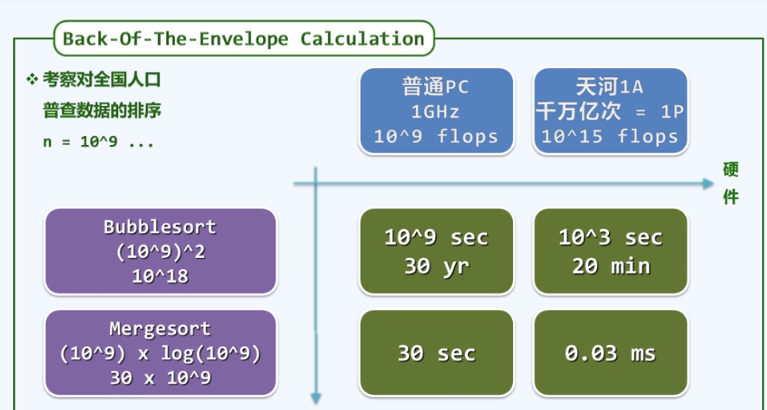 Back-Of-The-Envelope Calculation
❖ 考察对全国人口
普查数据的排序
n = 10^9 ...
普通PC
1GHz
10^9 flops
天河1A
千万亿次 = 1P
10^15 flops
硬
件
Bubblesort
(10^9)^2
10^18
10^9 sec
30 yr
10^3 sec
20 min
Mergesort
(10^9) x log(10^9)
30 x 10^9
30 sec
0.03 ms